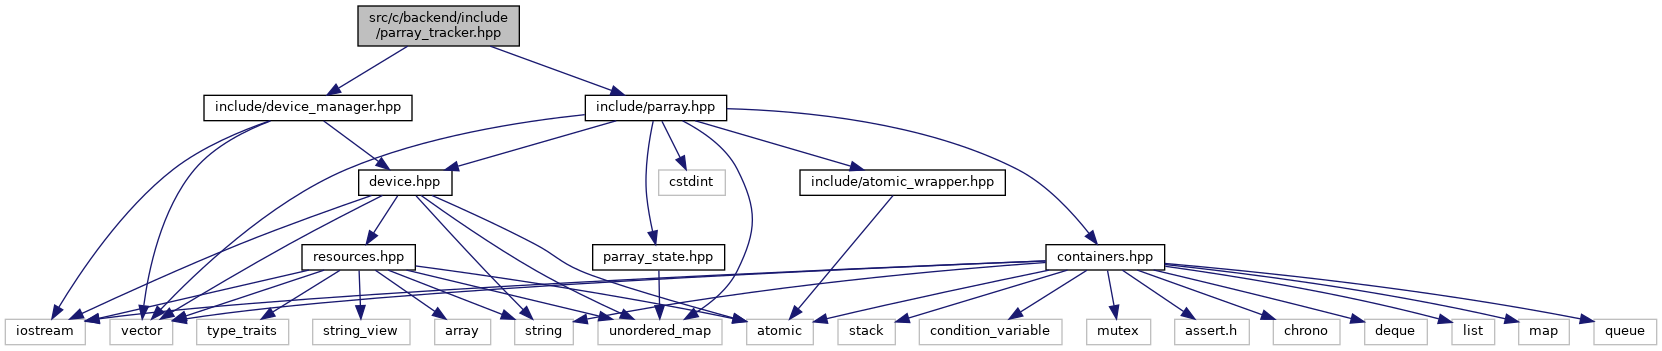 src/c/backend/include
/parray_tracker.hpp
include/device_manager.hpp
include/parray.hpp
device.hpp
cstdint
include/atomic_wrapper.hpp
resources.hpp
parray_state.hpp
containers.hpp
iostream
vector
type_traits
string_view
array
string
unordered_map
atomic
stack
condition_variable
mutex
assert.h
chrono
deque
list
map
queue